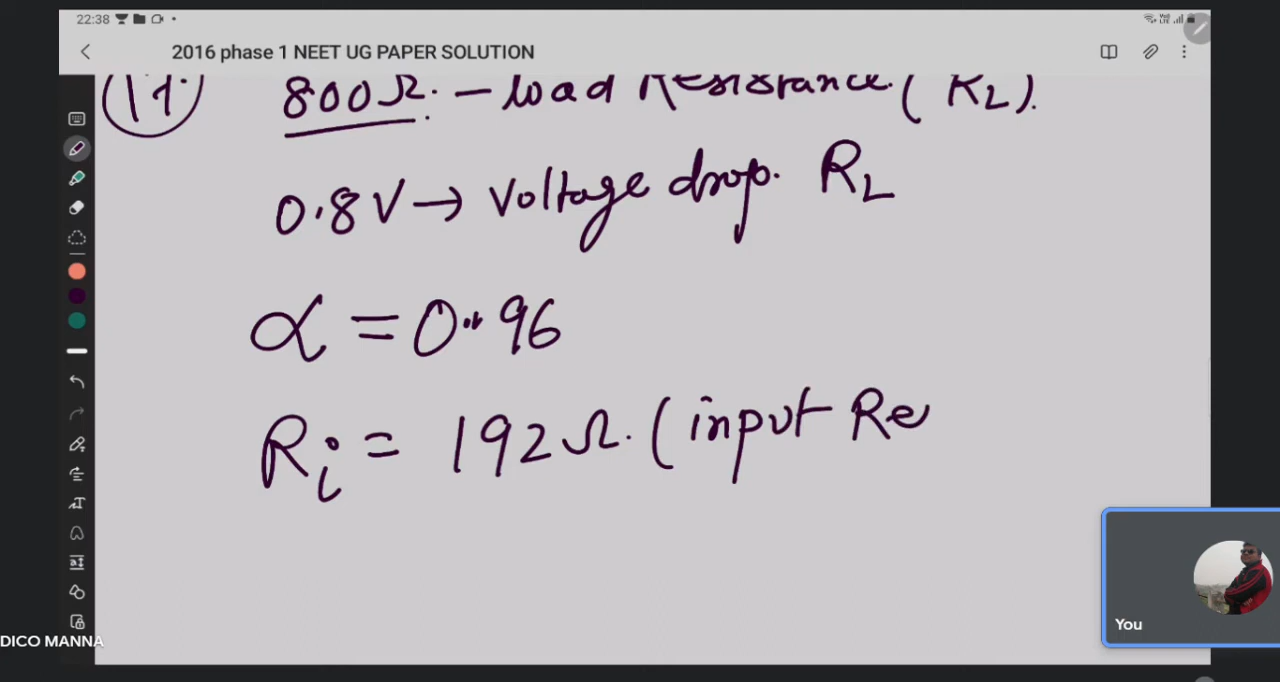 22:38
2016 phase 1 NEET UG PAPER SOLUTION
17. 800Ω. - load Resistance. (RL).
0.8V → Voltage drop. RL
α = 0.96
Ri = 192Ω. (input Re
You
DICO MANNA